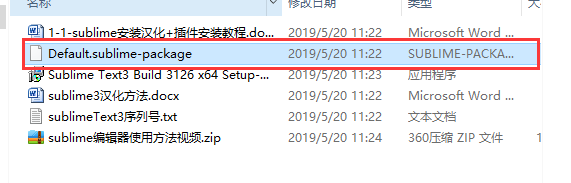 名称 修改日期 类型 大
1-1-sublime安装汉化+插件安装教程.do... 2019/5/20 11:22 Microsoft Word ...
Default.sublime-package 2019/5/20 11:22 SUBLIME-PACKA...
Sublime Text3 Build 3126 x64 Setup-... 2019/5/20 11:23 应用程序
sublime3汉化方法.docx 2019/5/20 11:22 Microsoft Word ...
sublimeText3序列号.txt 2019/5/20 11:22 文本文档
sublime编辑器使用方法视频.zip 2019/5/20 11:24 360压缩 ZIP 文件 1